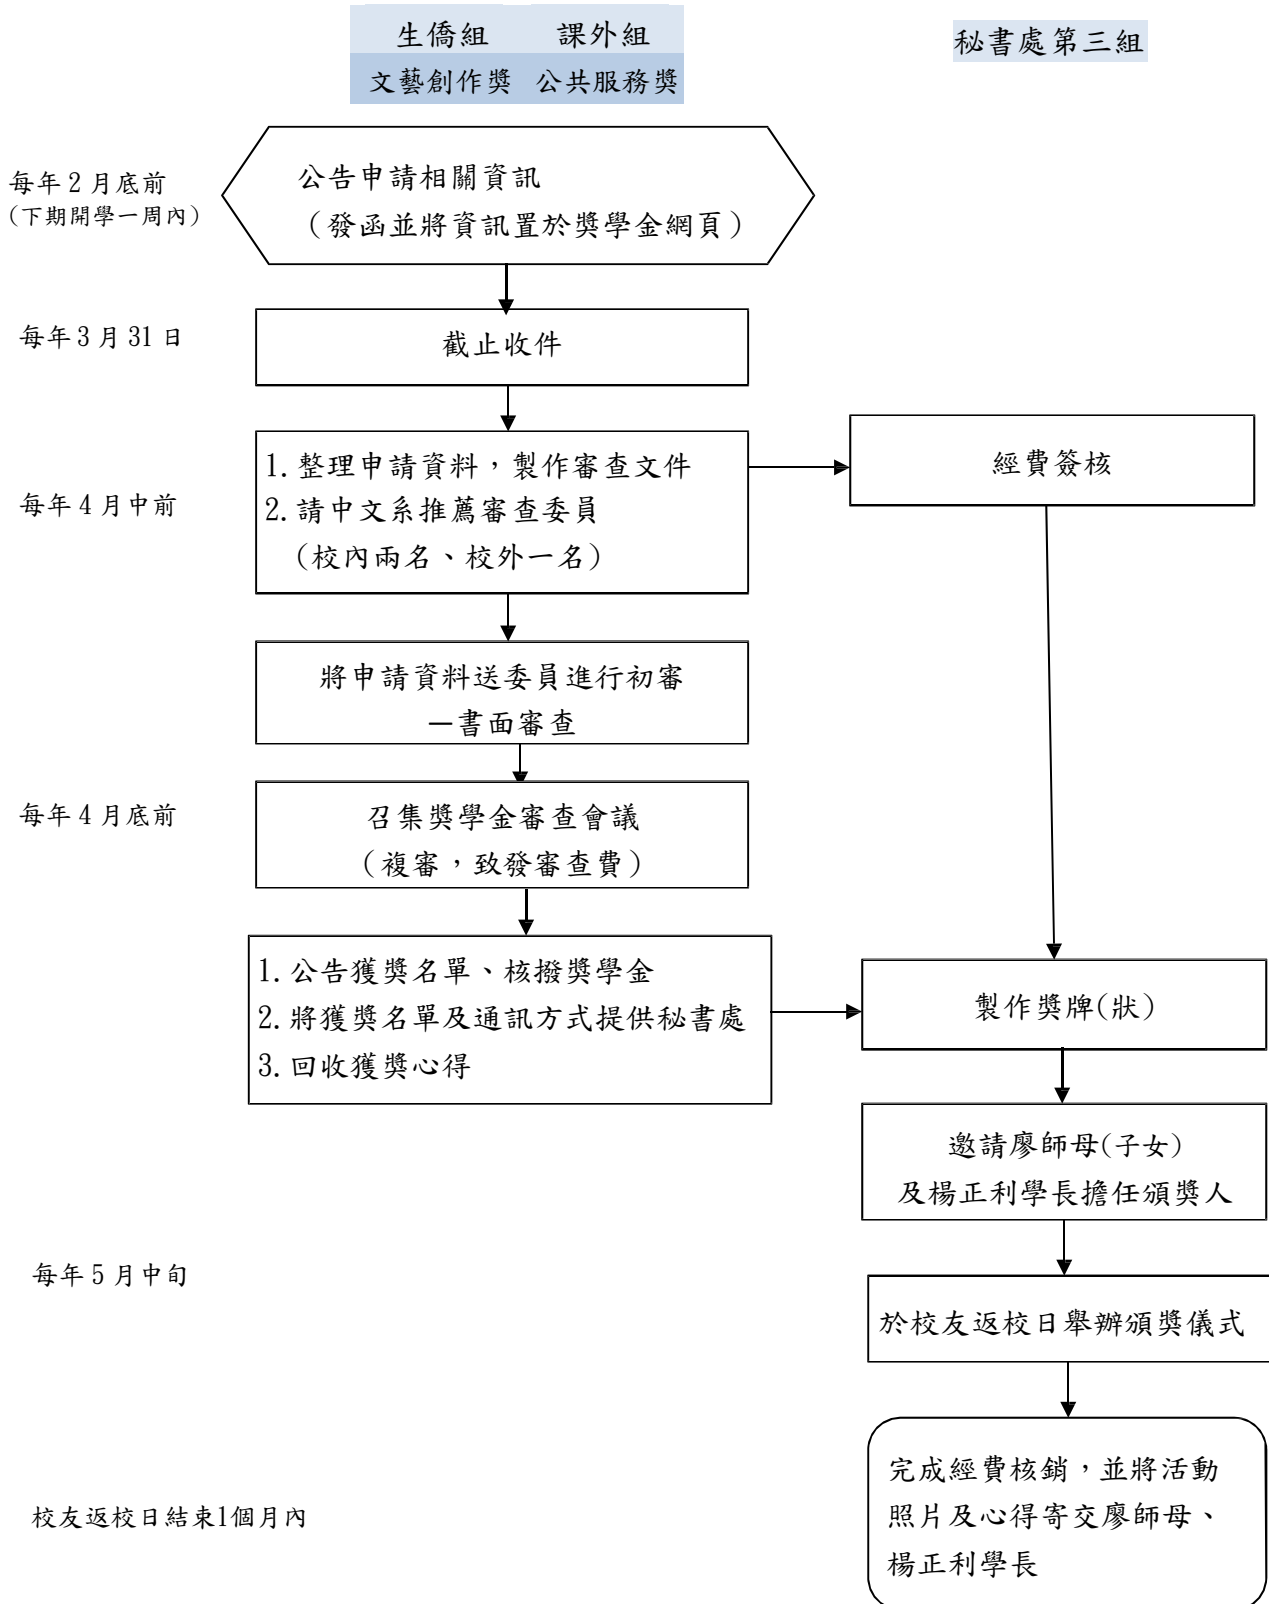 生僑組 課外組
文藝創作獎 公共服務獎
秘書處第三組
每年 2 月底前
(下期開學一周內)
公告申請相關資訊
（發函並將資訊置於獎學金網頁）
每年 3 月 31 日
截止收件
每年 4 月中前
1.整理申請資料，製作審查文件
2.請中文系推薦審查委員
(校內兩名、校外一名)
經費簽核
將申請資料送委員進行初審
—書面審查
每年 4 月底前
召集獎學金審查會議
（複審，致發審查費）
1.公告獲獎名單、核撥獎學金
2.將獲獎名單及通訊方式提供秘書處
3.回收獲獎心得
製作獎牌(狀)
邀請廖師母(子女)
及楊正利學長擔任頒獎人
每年 5 月中旬
於校友返校日舉辦頒獎儀式
校友返校日結束1個月內
完成經費核銷，並將活動
照片及心得寄交廖師母、
楊正利學長